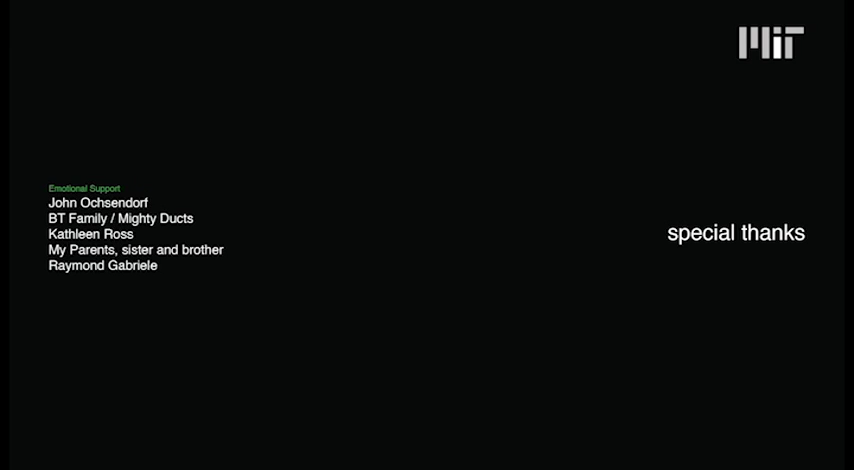 MIT
Emotional Support
John Ochsendorf
BT Family / Mighty Ducts
Kathleen Ross
My Parents, sister and brother
Raymond Gabriele
special thanks